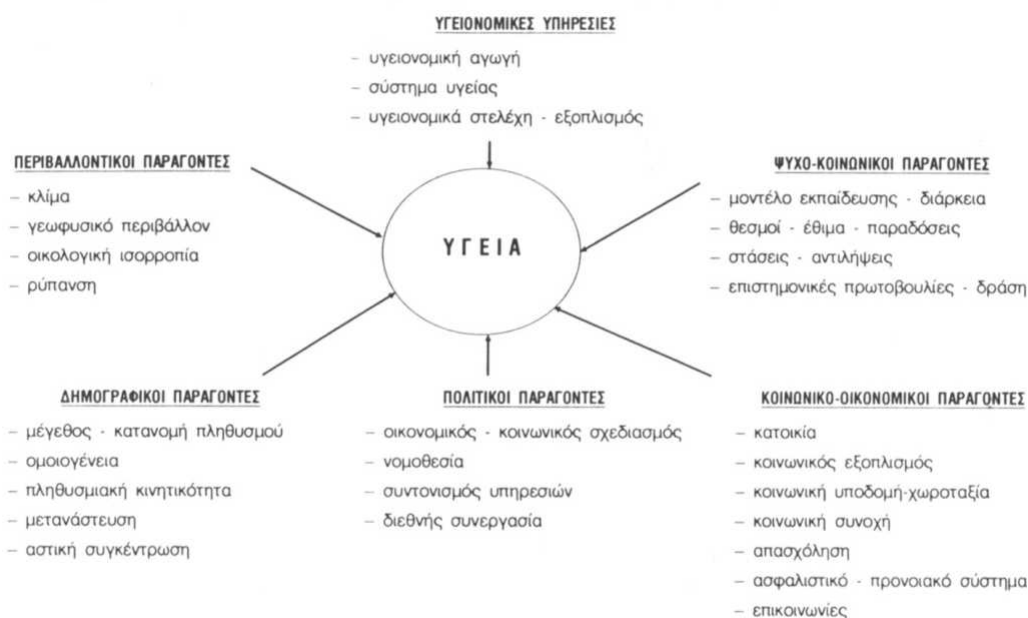 ΥΓΕΙΟΝΟΜΙΚΕΣ ΥΠΗΡΕΣΙΕΣ
– υγειονομική αγωγή
– σύστημα υγείας
– υγειονομικά στελέχη - εξοπλισμός
ΠΕΡΙΒΑΛΛΟΝΤΙΚΟΙ ΠΑΡΑΓΟΝΤΕΣ
– κλίμα
– γεωφυσικό περιβάλλον
– οικολογική ισορροπία
– ρύπανση
ΥΓΕΙΑ
ΨΥΧΟ-ΚΟΙΝΩΝΙΚΟΙ ΠΑΡΑΓΟΝΤΕΣ
– μοντέλο εκπαίδευσης - διάρκεια
– θεσμοί - έθιμα - παραδόσεις
– στάσεις - αντιλήψεις
– επιστημονικές πρωτοβουλίες - δράση
ΔΗΜΟΓΡΑΦΙΚΟΙ ΠΑΡΑΓΟΝΤΕΣ
– μέγεθος - κατανομή πληθυσμού
– ομοιογένεια
– πληθυσμιακή κινητικότητα
– μετανάστευση
– αστική συγκέντρωση
ΠΟΛΙΤΙΚΟΙ ΠΑΡΑΓΟΝΤΕΣ
– οικονομικός - κοινωνικός σχεδιασμός
– νομοθεσία
– συντονισμός υπηρεσιών
– διεθνής συνεργασία
ΚΟΙΝΩΝΙΚΟ-ΟΙΚΟΝΟΜΙΚΟΙ ΠΑΡΑΓΟΝΤΕΣ
– κατοικία
– κοινωνικός εξοπλισμός
– κοινωνική υποδομή-χωροταξία
– κοινωνική συνοχή
– απασχόληση
– ασφαλιστικό - προνοιακό σύστημα
– επικοινωνίες